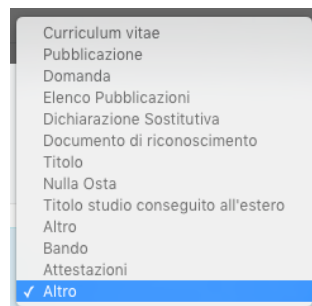 Curriculum vitae
Pubblicazione
Domanda
Elenco Pubblicazioni
Dichiarazione Sostitutiva
Documento di riconoscimento
Titolo
Nulla Osta
Titolo studio conseguito all'estero
Altro
Bando
Attestazioni
✓ Altro